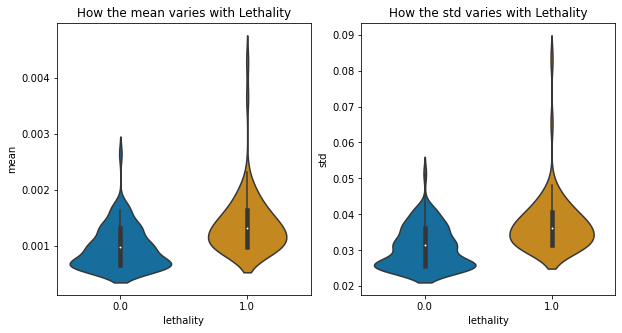 How the mean varies with Lethality
mean
0.004
0.003
0.002
0.001
0.0
1.0
lethality
How the std varies with Lethality
std
0.09
0.08
0.07
0.06
0.05
0.04
0.03
0.02
0.0
1.0
lethality